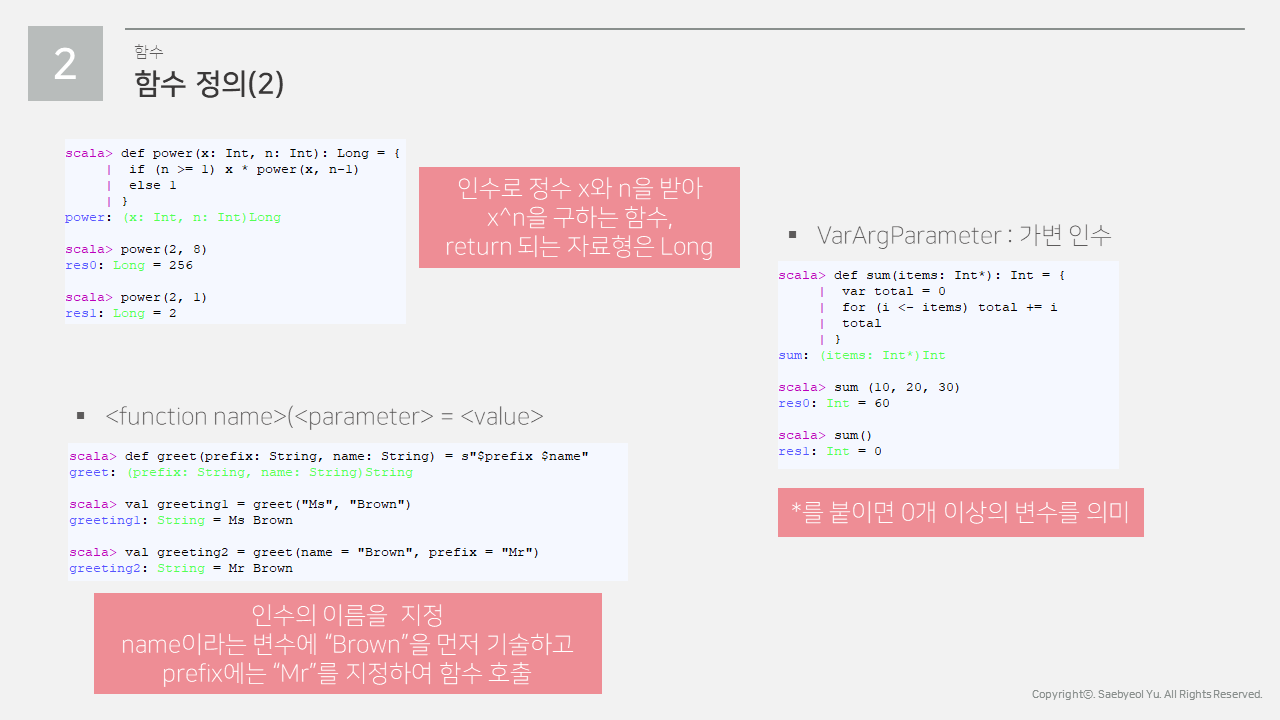 2
함수
함수 정의(2)
scala> def power(x: Int, n: Int): Long = {
| if (n >= 1) x * power(x, n-1)
| else 1
| }
power: (x: Int, n: Int)Long
scala> power(2, 8)
res0: Long = 256
scala> power(2, 1)
res1: Long = 2
인수로 정수 x와 n을 받아
x^n을 구하는 함수,
return 되는 자료형은 Long
▪ <function name>(<parameter> = <value>
scala> def greet(prefix: String, name: String) = s"$prefix $name"
greet: (prefix: String, name: String)String
scala> val greeting1 = greet("Ms", "Brown")
greeting1: String = Ms Brown
scala> val greeting2 = greet(name = "Brown", prefix = "Mr")
greeting2: String = Mr Brown
인수의 이름을 지정
name이라는 변수에 “Brown”을 먼저 기술하고
prefix에는 “Mr”를 지정하여 함수 호출
▪ VarArgParameter : 가변 인수
scala> def sum(items: Int*): Int = {
| var total = 0
| for (i <- items) total += i
| total
| }
sum: (items: Int*)Int
scala> sum (10, 20, 30)
res0: Int = 60
scala> sum()
res1: Int = 0
*를 붙이면 0개 이상의 변수를 의미
Copyrightⓒ. Saebyeol Yu. All Rights Reserved.